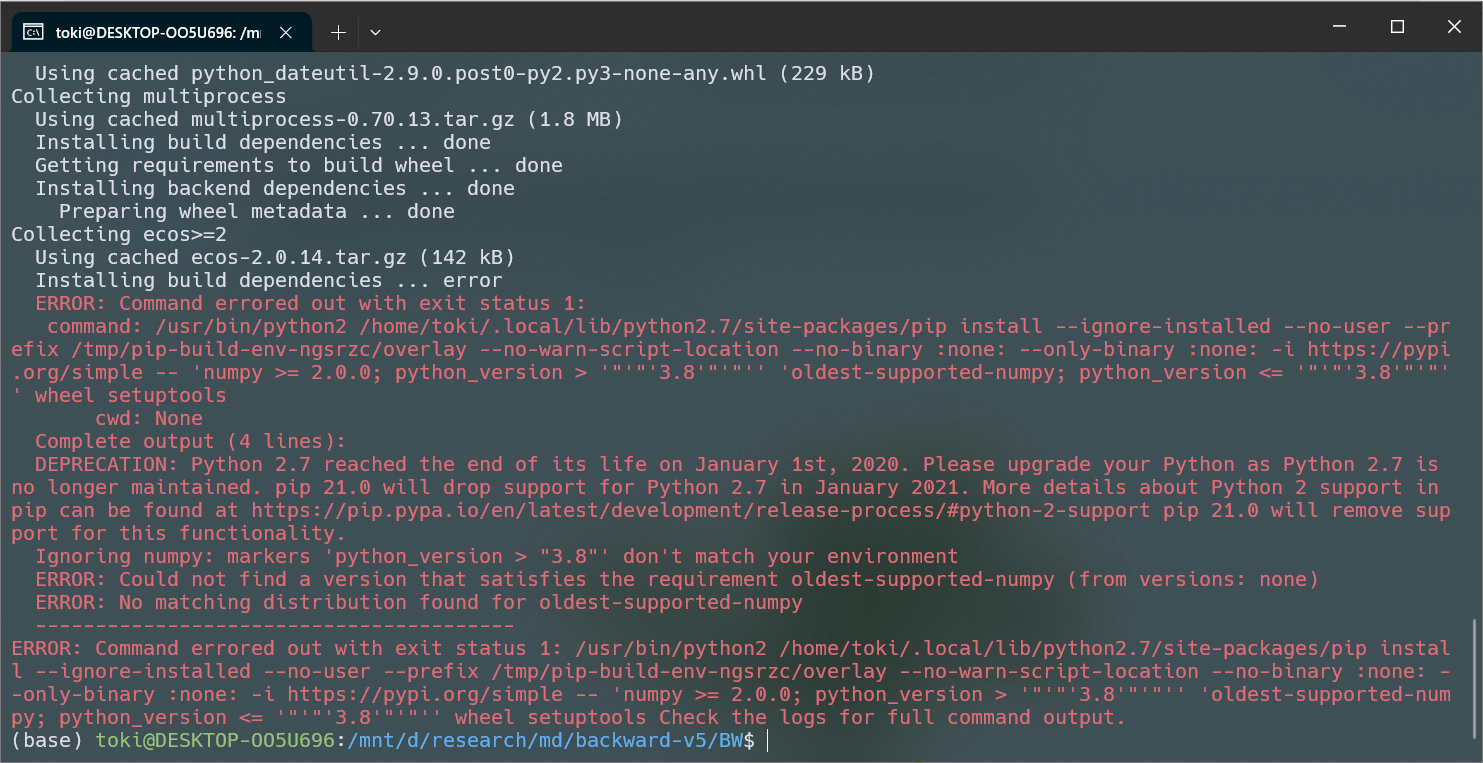 toki@DESKTOP-OO5U696: /m
  Using cached python_dateutil-2.9.0.post0-py2.py3-none-any.whl (229 kB)
Collecting multiprocess
  Using cached multiprocess-0.70.13.tar.gz (1.8 MB)
  Installing build dependencies ... done
  Getting requirements to build wheel ... done
  Installing backend dependencies ... done
    Preparing wheel metadata ... done
Collecting ecos>=2
  Using cached ecos-2.0.14.tar.gz (142 kB)
  Installing build dependencies ... error
  ERROR: Command errored out with exit status 1:
   command: /usr/bin/python2 /home/toki/.local/lib/python2.7/site-packages/pip install --ignore-installed --no-user --pr
efix /tmp/pip-build-env-ngsrzc/overlay --no-warn-script-location --no-binary :none: --only-binary :none: -i https://pypi
.org/simple -- 'numpy >= 2.0.0; python_version > '"'"'3.8'"'"'' 'oldest-supported-numpy; python_version <= '"'"'3.8'"'"'
' wheel setuptools
       cwd: None
  Complete output (4 lines):
  DEPRECATION: Python 2.7 reached the end of its life on January 1st, 2020. Please upgrade your Python as Python 2.7 is
no longer maintained. pip 21.0 will drop support for Python 2.7 in January 2021. More details about Python 2 support in
pip can be found at https://pip.pypa.io/en/latest/development/release-process/#python-2-support pip 21.0 will remove sup
port for this functionality.
  Ignoring numpy: markers 'python_version > "3.8"' don't match your environment
  ERROR: Could not find a version that satisfies the requirement oldest-supported-numpy (from versions: none)
  ERROR: No matching distribution found for oldest-supported-numpy
  ----------------------------------------
ERROR: Command errored out with exit status 1: /usr/bin/python2 /home/toki/.local/lib/python2.7/site-packages/pip instal
l --ignore-installed --no-user --prefix /tmp/pip-build-env-ngsrzc/overlay --no-warn-script-location --no-binary :none: -
-only-binary :none: -i https://pypi.org/simple -- 'numpy >= 2.0.0; python_version > '"'"'3.8'"'"'' 'oldest-supported-num
py; python_version <= '"'"'3.8'"'"'' wheel setuptools Check the logs for full command output.
(base) toki@DESKTOP-OO5U696:/mnt/d/research/md/backward-v5/BW$